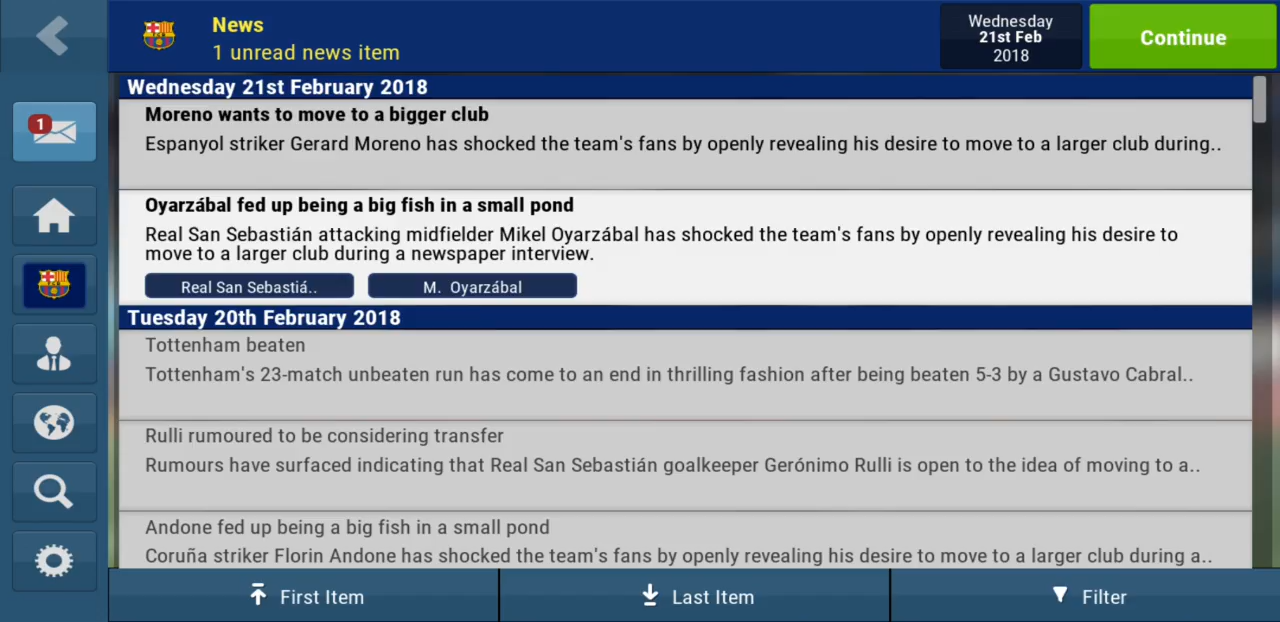 News
1 unread news item
Wednesday
21st Feb
2018
Continue
Wednesday 21st February 2018
1
Moreno wants to move to a bigger club
Espanyol striker Gerard Moreno has shocked the team's fans by openly revealing his desire to move to a larger club during..
Oyarzábal fed up being a big fish in a small pond
Real San Sebastián attacking midfielder Mikel Oyarzábal has shocked the team's fans by openly revealing his desire to
move to a larger club during a newspaper interview.
Real San Sebastiá..
M. Oyarzábal
Tuesday 20th February 2018
Tottenham beaten
Tottenham's 23-match unbeaten run has come to an end in thrilling fashion after being beaten 5-3 by a Gustavo Cabral..
Rulli rumoured to be considering transfer
Rumours have surfaced indicating that Real San Sebastián goalkeeper Gerónimo Rulli is open to the idea of moving to a..
Andone fed up being a big fish in a small pond
Coruña striker Florin Andone has shocked the team's fans by openly revealing his desire to move to a larger club during a..
First Item
Last Item
Filter